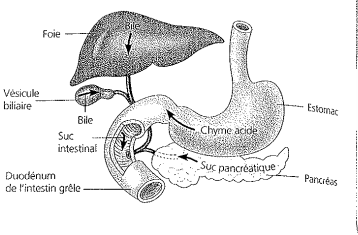 Foie
Bile
Vésicule
biliaire
Bile
Estomac
Chyme acide
Suc
intestinal
Suc pancréatique
Pancréas
Duodénum
de l'intestin grêle